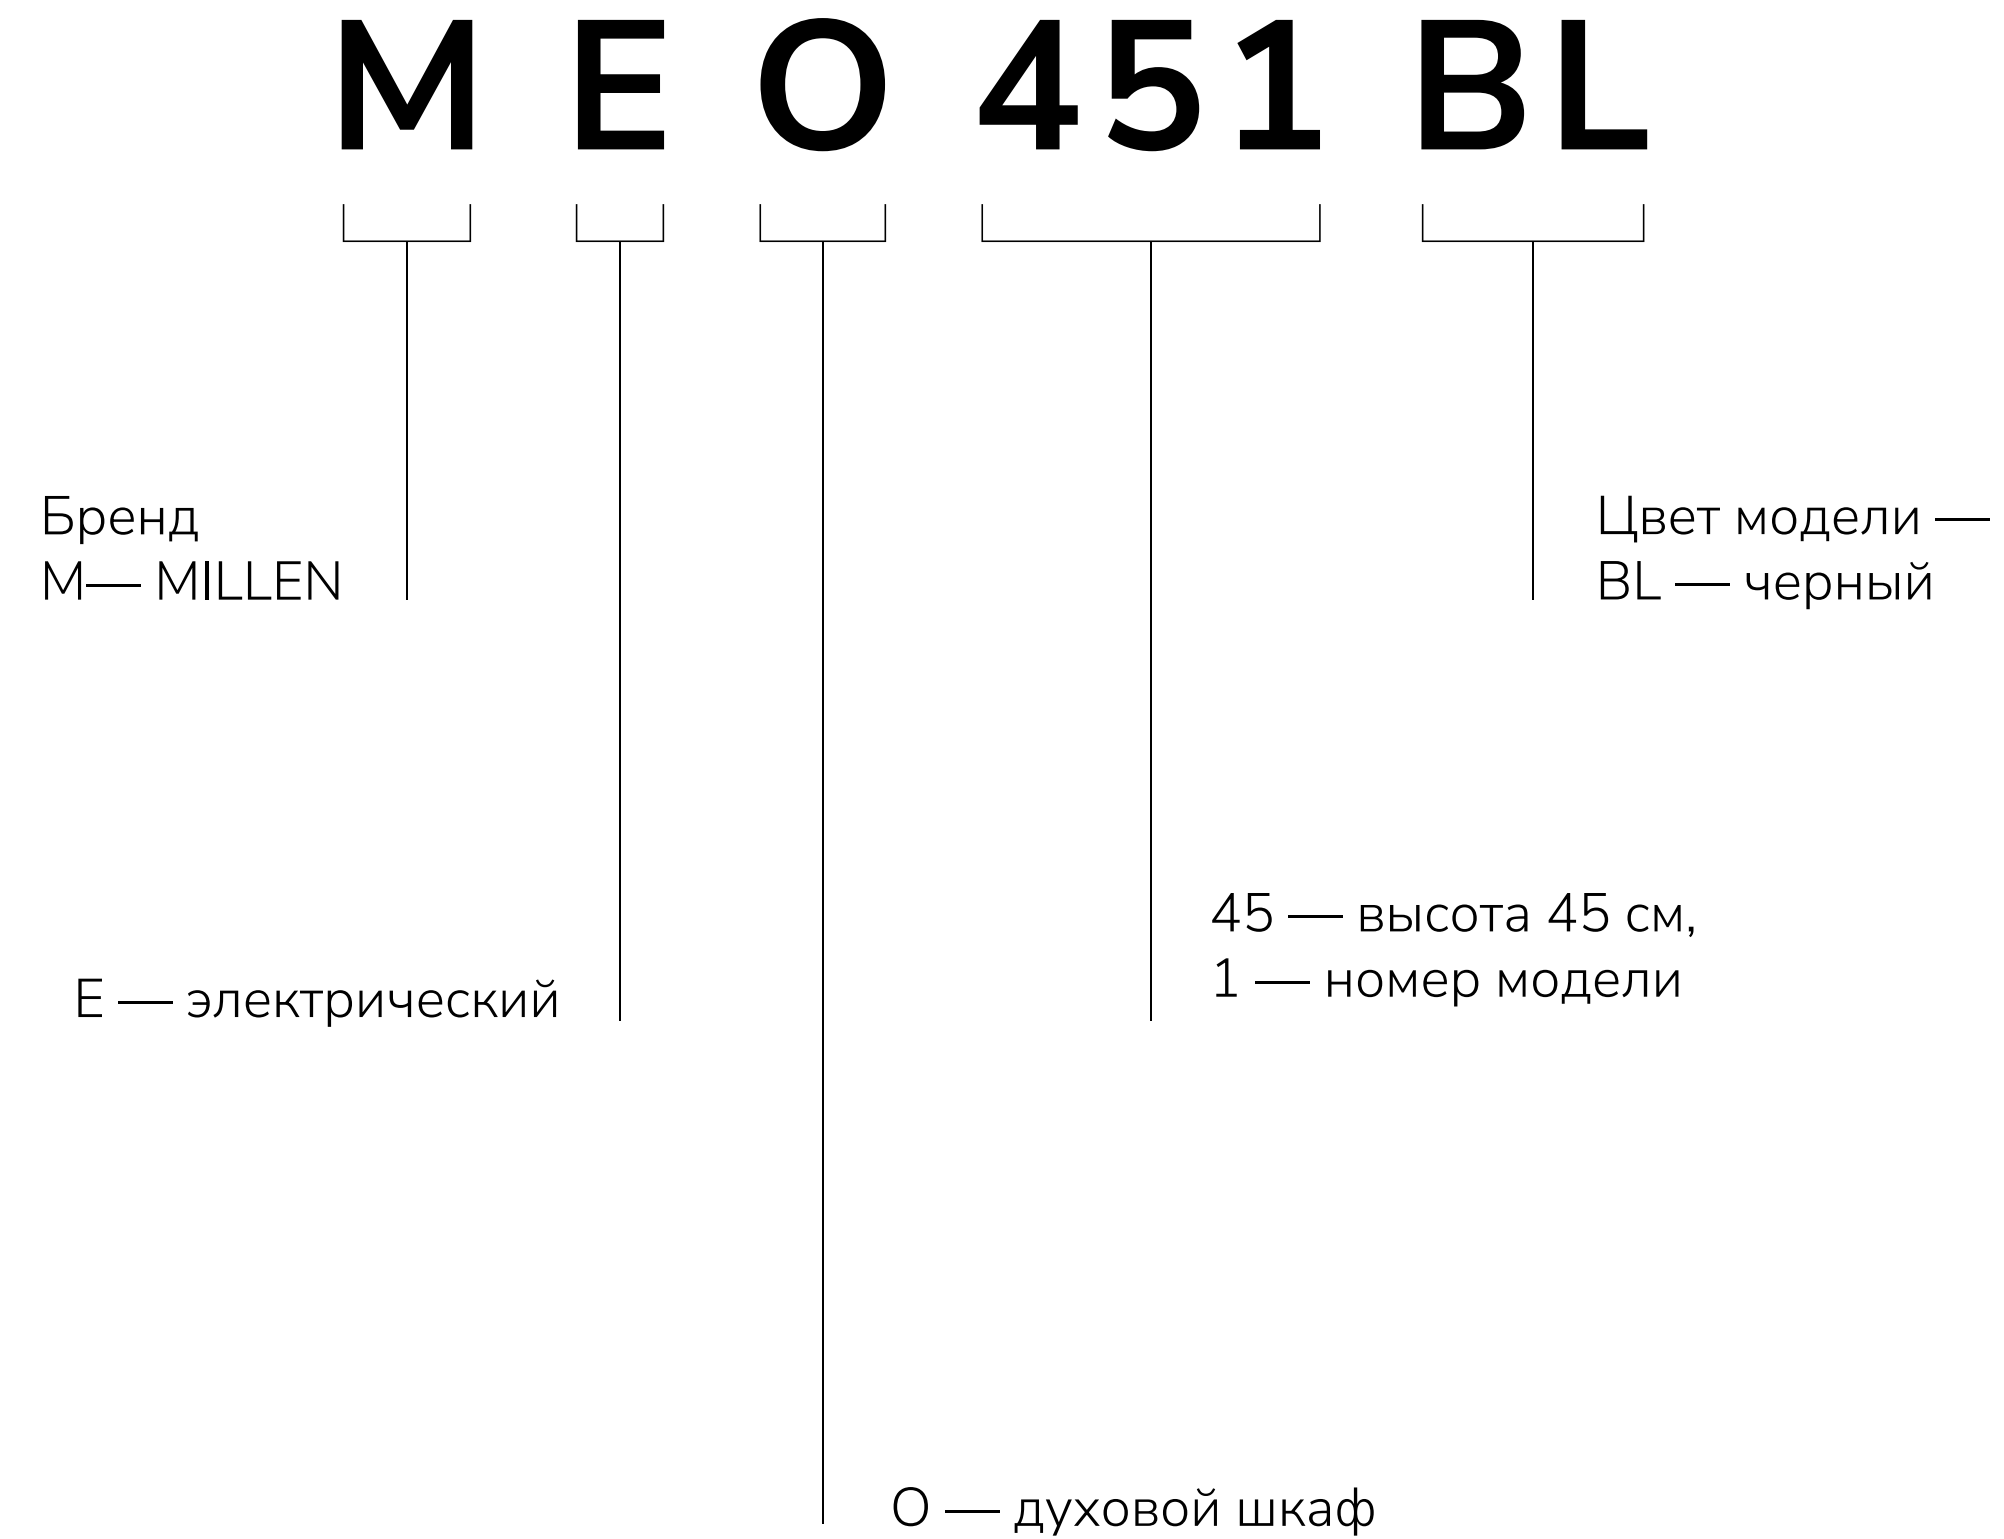 M E O 451 BL
Бренд
M— MILLEN
Цвет модели —
BL — черный
45 — высота 45 см,
1 — номер модели
E — электрический
O — духовой шкаф